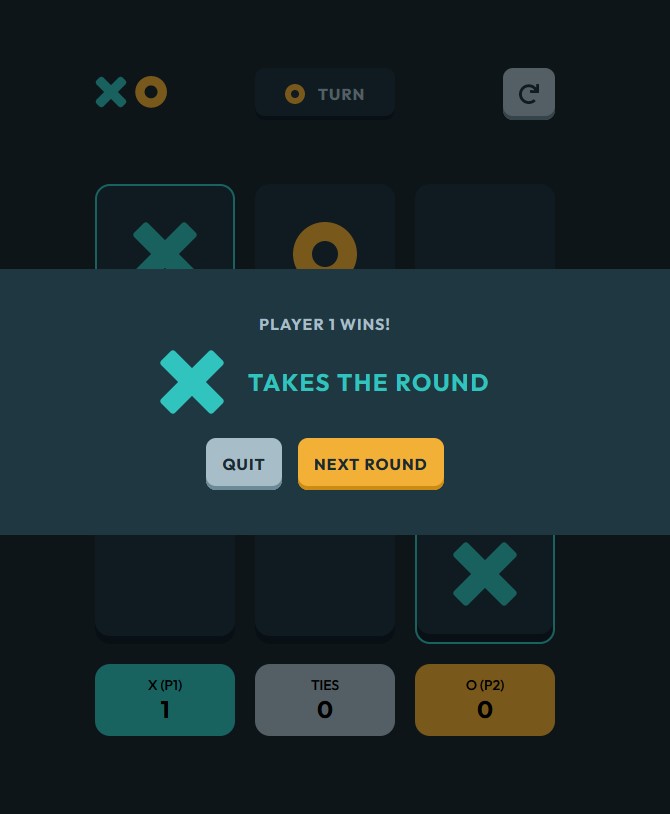 TURN
PLAYER 1 WINS!
TAKES THE ROUND
QUIT
NEXT ROUND
X (P1)
1
TIES
0
O (P2)
0